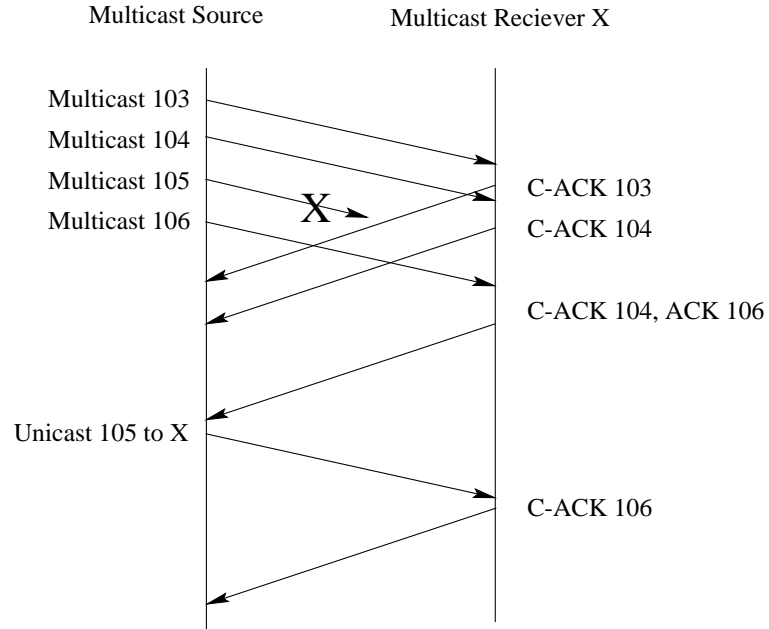 Multicast Source
Multicast Reciever X
Multicast 103
Multicast 104
Multicast 105
Multicast 106
X
C-ACK 103
C-ACK 104
C-ACK 104, ACK 106
Unicast 105 to X
C-ACK 106